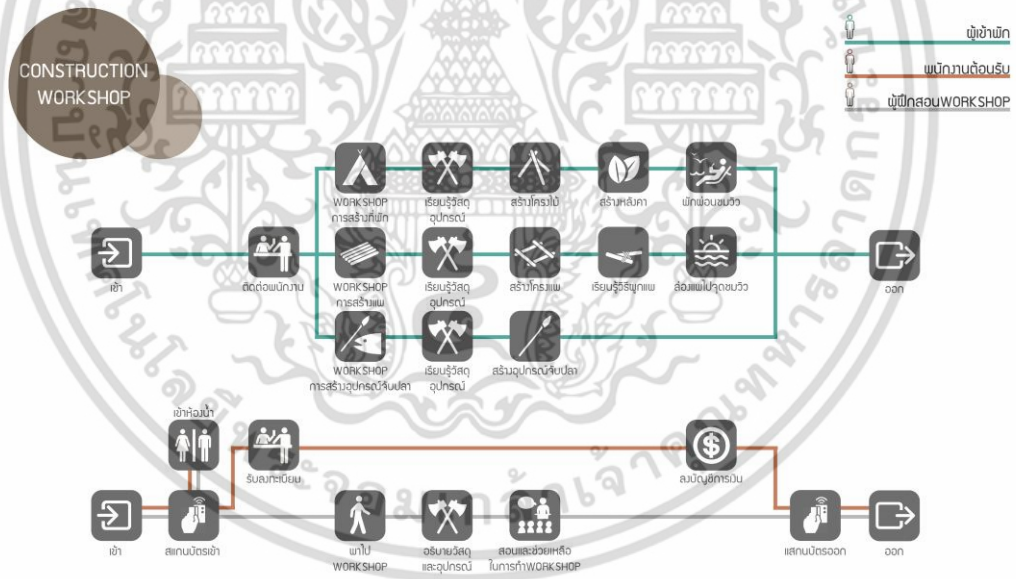 CONSTRUCTION
WORKSHOP
ผู้เข้าพัก
พนักงานต้อนรับ
ผู้ฝึกสอนWORKSHOP
WORKSHOP
การสร้างที่พัก
เรียนรู้วัสดุ
อุปกรณ์
สร้างโครงไม้
สร้างหลังคา
พักผ่อนชมวิว
เข้า
ติดต่อพนักงาน
WORKSHOP
การสร้างแพ
เรียนรู้วัสดุ
อุปกรณ์
สร้างโครงแพ
เรียนรู้วิธีผูกแพ
ล่องแพไปจุดชมวิว
ออก
WORKSHOP
การสร้างอุปกรณ์จับปลา
เรียนรู้วัสดุ
อุปกรณ์
สร้างอุปกรณ์จับปลา
เข้าห้องน้ำ
รับลงทะเบียน
ลงบัญชีการเงิน
เข้า
สแกนบัตรเข้า
พาไป
WORKSHOP
อธิบายวัสดุ
และอุปกรณ์
สอนและช่วยเหลือ
ในการทำWORKSHOP
แสกนบัตรออก
ออก